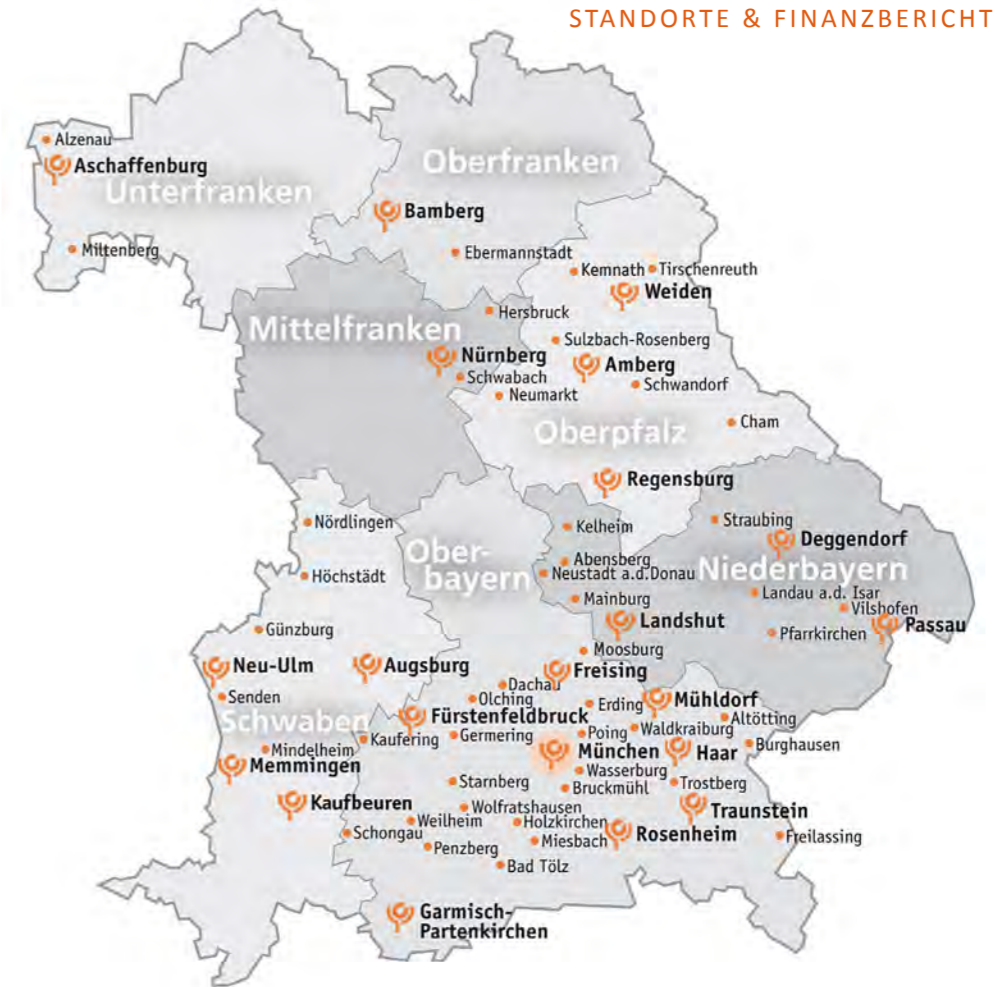 STANDORTE & FINANZBERICHT
Alzenau
Aschaffenburg
Unterfranken
Oberfranken
Bamberg
Miltenberg
Ebermannstadt
Kemnath
Tirschenreuth
Weiden
Hersbruck
Mittelfranken
Sulzbach-Rosenberg
Nürnberg
Amberg
Schwabach
Schwandorf
Neumarkt
Cham
Oberpfalz
Regensburg
Nördlingen
Kelheim
Straubing
Deggendorf
Ober-
bayern
Abensberg
Neustadt a.d.Donau
Niederbayern
Höchstädt
Mainburg
Landau a.d. Isar
Vilshofen
Günzburg
Landshut
Pfarrkirchen
Passau
Moosburg
Neu-Ulm
Augsburg
Freising
Dachau
Senden
Olching
Erding
Mühldorf
Schwaben
Fürstenfeldbruck
Altötting
Kaufering
Germering
Poing
Waldkraiburg
Mindelheim
München
Haar
Burghausen
Memmingen
Wasserburg
Starnberg
Bruckmühl
Trostberg
Kaufbeuren
Wolfratshausen
Traunstein
Schongau
Weilheim
Holzkirchen
Rosenheim
Freilassing
Penzberg
Miesbach
Bad Tölz
Garmisch-
Partenkirchen